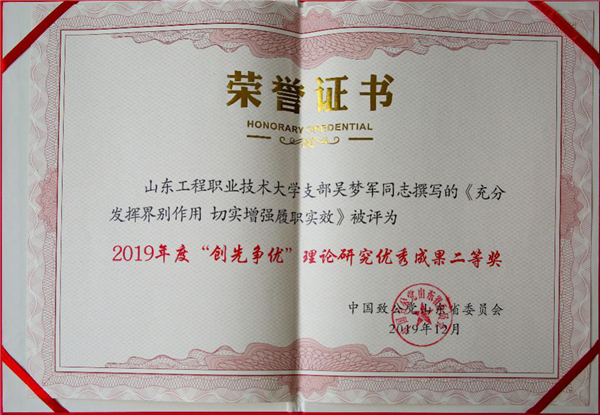 荣誉证书
HONORARY CREDENTIAL
山东工程职业技术大学支部吴梦军同志撰写的《充分
发挥界别作用 切实增强履职实效》被评为
2019年度“创先争优”理论研究优秀成果二等奖
中国致公党山东省委员会
2019年12月